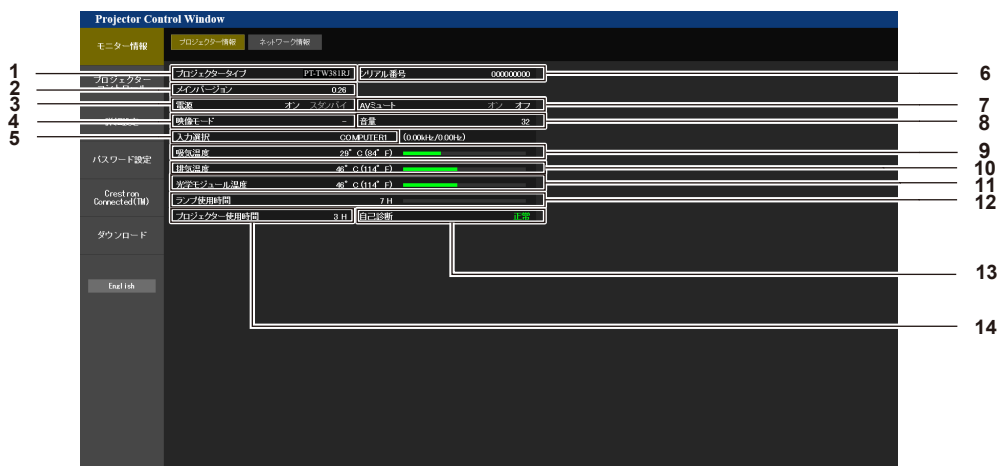 Projector Control Window
モニター情報
プロジェクター情報 ネットワーク情報
プロジェクター
パスワード設定
Crestron
Connected(TM)
ダウンロード
English
プロジェクタータイプ PT-TW381RJ シリアル番号 000000000
メインバージョン 0.26
電源 オン スタンバイ AVミュート オン オフ
映像モード - 音量 32
入力選択 COMPUTER1 (0.00kHz/0.00Hz)
吸気温度 29°C(84°F)
排気温度 46°C(114°F)
光学モジュール温度 46°C(114°F)
ランプ使用時間 7 H
プロジェクター使用時間 3 H 自己診断 正常
1
2
3
4
5
6
7
8
9
10
11
12
13
14